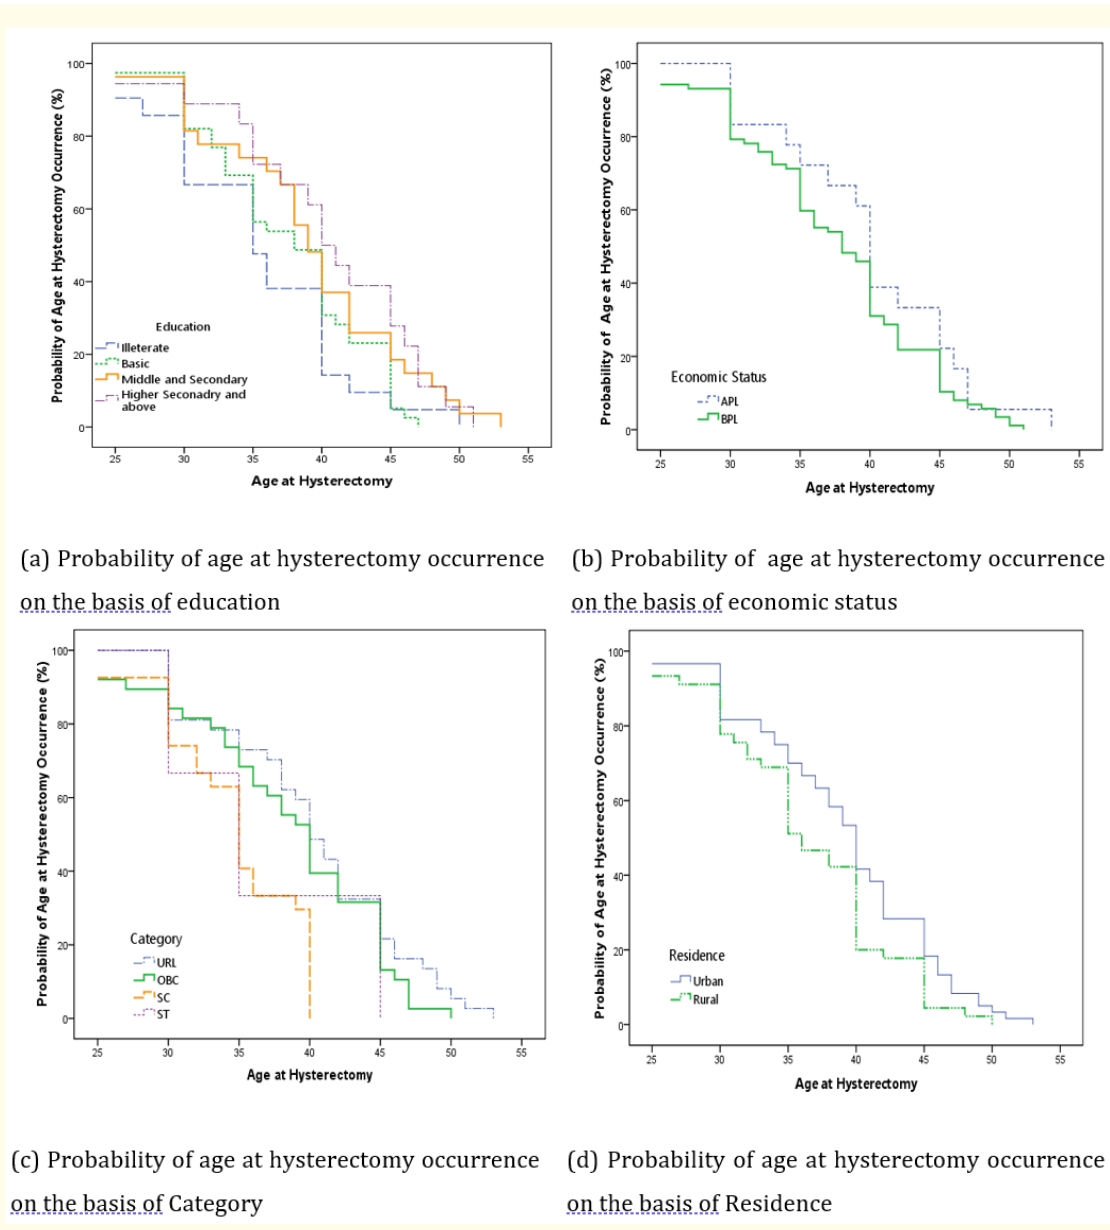 Probability of Age at Hysterectomy Occurrence (%)
100
80
60
40
20
0
Education
Illeterate
Basic
Middle and Secondary
Higher Seconadry and
above
25 30 35 40 45 50 55
Age at Hysterectomy
Probability of Age at Hysterectomy Occurrence (%)
100
80
60
40
20
0
Economic Status
APL
BPL
25 30 35 40 45 50 55
Age at Hysterectomy
(a) Probability of age at hysterectomy occurrence
on the basis of education
(b) Probability of age at hysterectomy occurrence
on the basis of economic status
Probability of Age at Hysterectomy Occurrence (%)
100
80
60
40
20
0
Category
URL
OBC
SC
ST
25 30 35 40 45 50 55
Age at Hysterectomy
Probability of Age at Hysterectomy Occurrence (%)
100
80
60
40
20
0
Residence
Urban
Rural
25 30 35 40 45 50 55
Age at Hysterectomy
(c) Probability of age at hysterectomy occurrence
on the basis of Category
(d) Probability of age at hysterectomy occurrence
on the basis of Residence